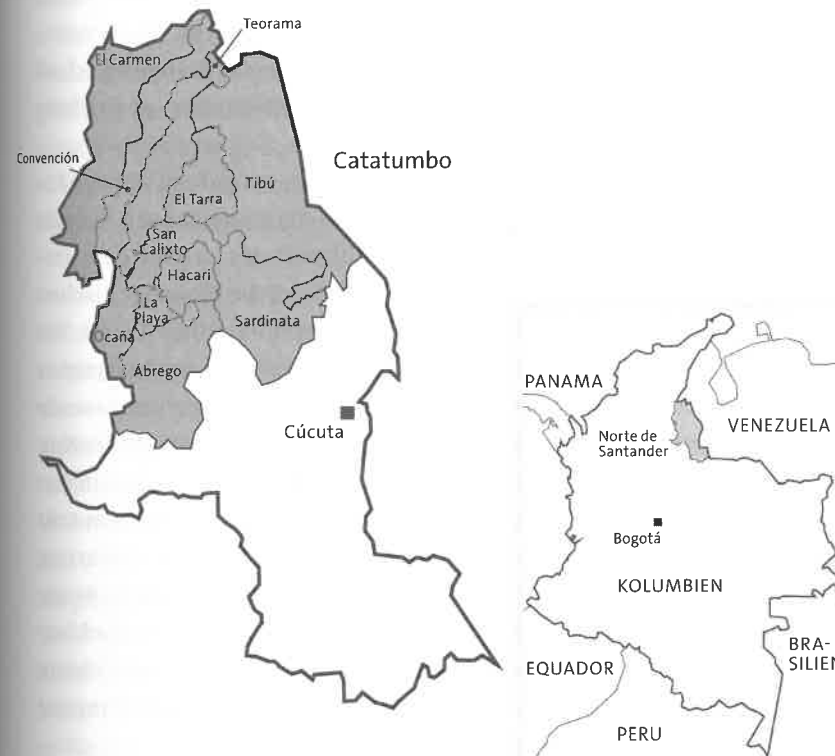 Teorama
El Carmen
Convención
Catatumbo
Tibú
El Tarra
San
Calixto
Hacari
La
Playa
Sardinata
Ocaña
Ábrego
Cúcuta
PANAMA
VENEZUELA
Norte de
Santander
Bogotá
KOLUMBIEN
BRA-
SILIEN
EQUADOR
PERU